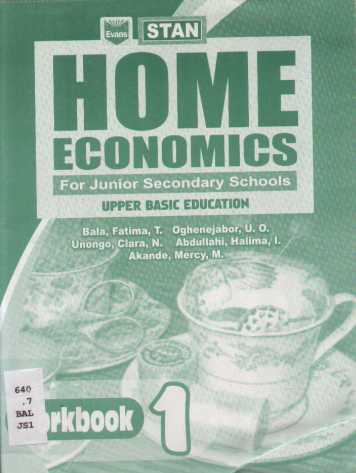 Evans
STAN
HOME
ECONOMICS
For Junior Secondary Schools
UPPER BASIC EDUCATION
Bala, Fatima, T. Oghenejabor, U. O.
Unongo, Clara, N. Abdullahi, Halima, I.
Akande, Mercy, M.
640
.7
BAL
JS1
orkbook 1